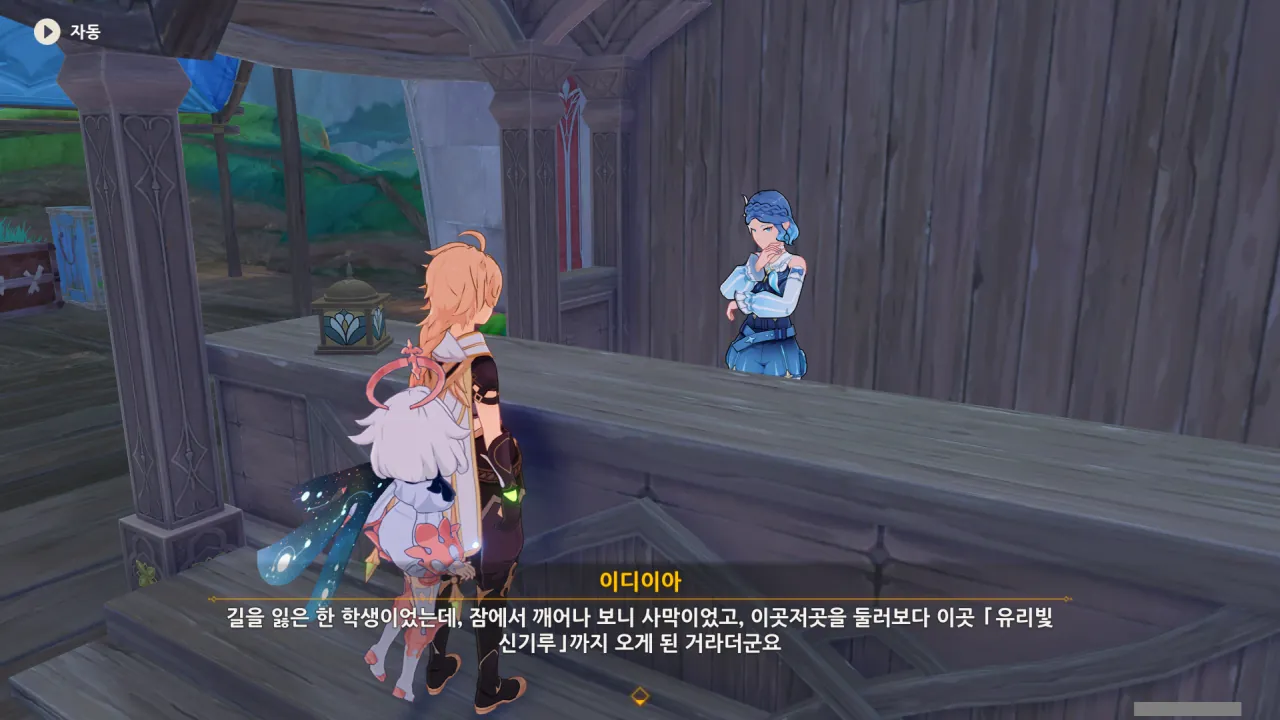 자동
이디이아
길을 잃은 한 학생이었는데, 잠에서 깨어나 보니 사막이었고, 이곳저곳을 둘러보다 이곳 「유리빛
신기루」까지 오게 된 거라더군요